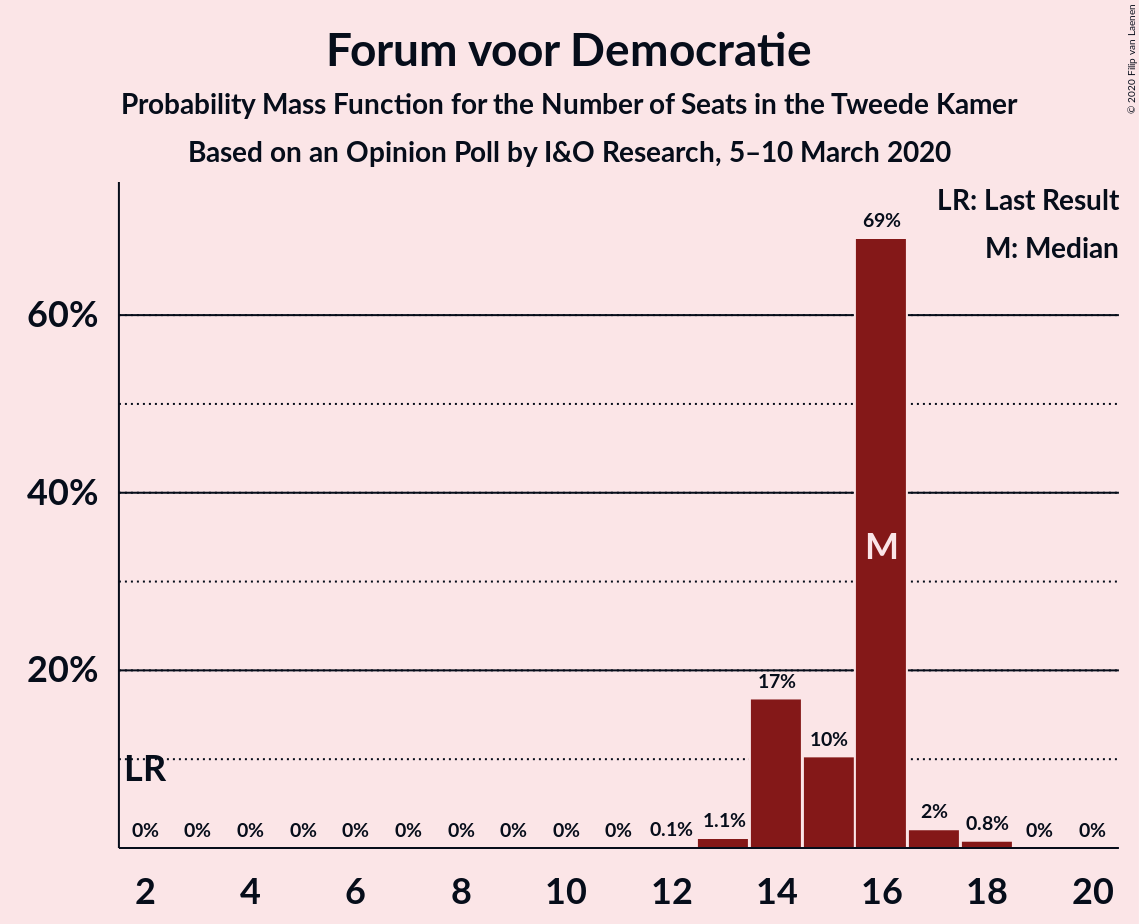 Forum voor Democratie
Probability Mass Function for the Number of Seats in the Tweede Kamer
Based on an Opinion Poll by I&O Research, 5–10 March 2020
© 2020 Filip van Laenen
LR: Last Result
M: Median
69%
60%
40%
M
20%
17%
10%
LR
0% 0% 0% 0% 0% 0% 0% 0% 0% 0% 0.1% 1.1% 2% 0.8% 0% 0%
2 4 6 8 10 12 14 16 18 20